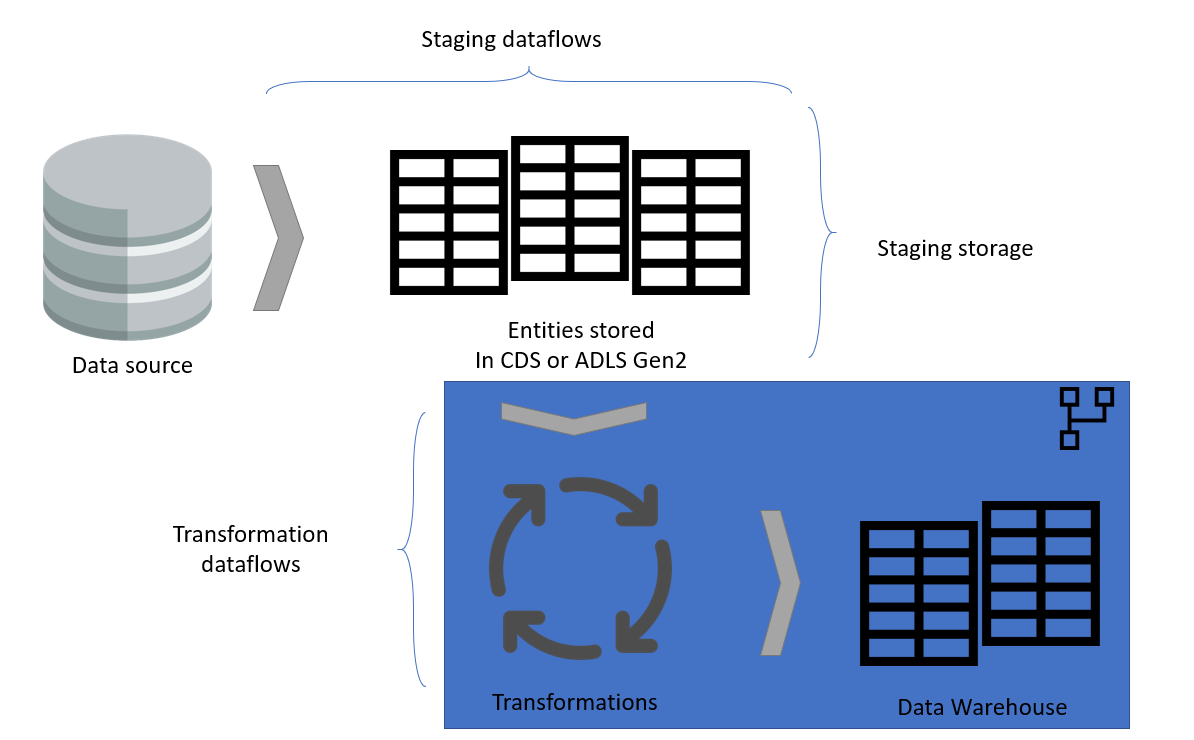 Staging dataflows
Staging storage
Data source
Entities stored
In CDS or ADLS Gen2
Transformation
dataflows
Transformations
Data Warehouse